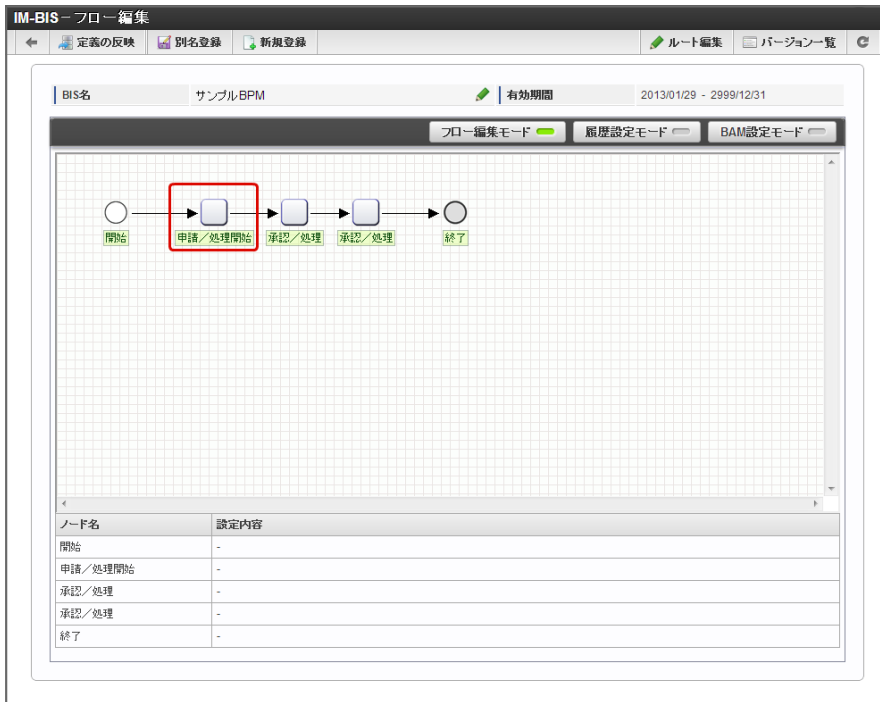 IM-BIS－フロー編集
定義の反映 別名登録 新規登録 ルート編集 バージョン一覧
BIS名 サンプルBPM 有効期間 2013/01/29 - 2999/12/31
フロー編集モード 履歴設定モード BAM設定モード
開始 申請／処理開始 承認／処理 承認／処理 終了
ノード名 設定内容
開始 -
申請／処理開始 -
承認／処理 -
承認／処理 -
終了 -